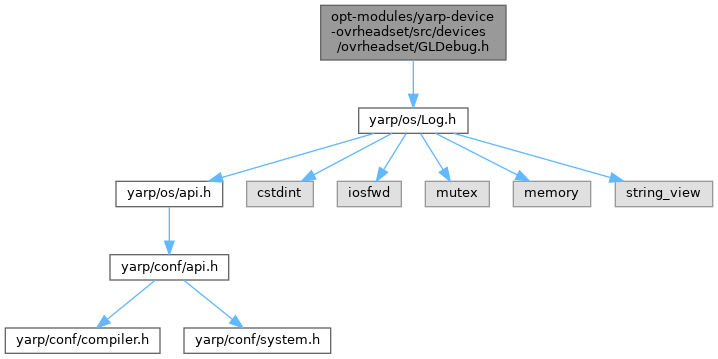 opt-modules/yarp-device
-ovrheadset/src/devices
/ovrheadset/GLDebug.h
yarp/os/Log.h
yarp/os/api.h
cstdint
iosfwd
mutex
memory
string_view
yarp/conf/api.h
yarp/conf/compiler.h
yarp/conf/system.h